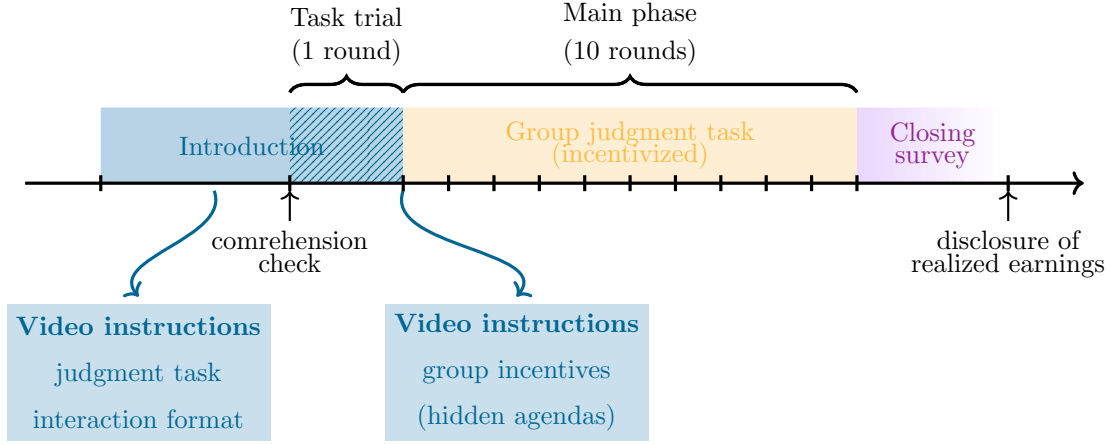 Task trial
(1 round)
Main phase
(10 rounds)
Introduction
Group judgment task
(incentivized)
Closing
survey
comrehension
check
disclosure of
realized earnings
Video instructions
judgment task
interaction format
Video instructions
group incentives
(hidden agendas)